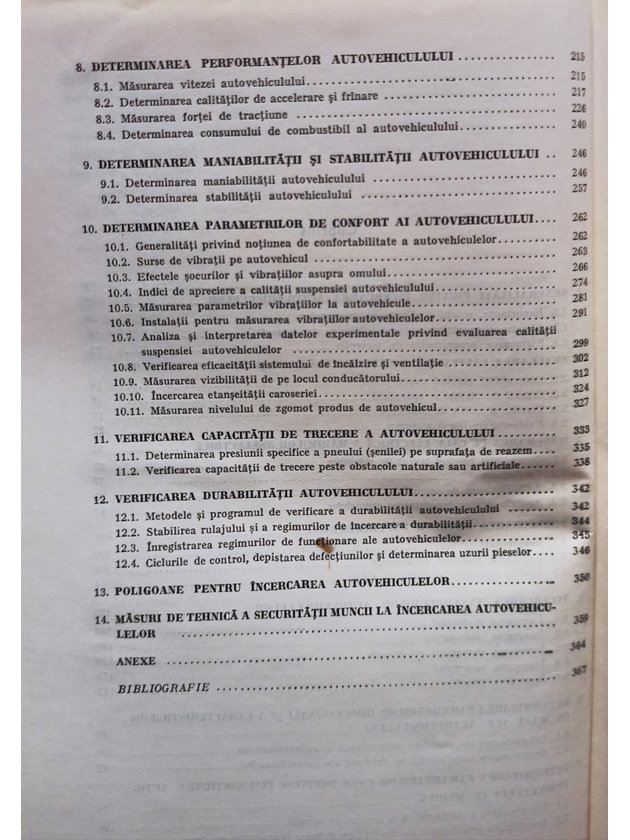 8. DETERMINAREA PERFORMANȚELOR AUTOVEHICULULUI ................ 215
8.1. Măsurarea vitezei autovehiculului ................ 215
8.2. Determinarea calităților de accelerare și frînare ................ 217
8.3. Măsurarea forței de tracțiune ................ 226
8.4. Determinarea consumului de combustibil al autovehiculului ................ 240
9. DETERMINAREA MANIABILITĂȚII ȘI STABILITĂȚII AUTOVEHICULULUI .. 246
9.1. Determinarea maniabilității autovehiculului ................ 246
9.2. Determinarea stabilității autovehiculului ................ 257
10. DETERMINAREA PARAMETRILOR DE CONFORT AI AUTOVEHICULULUI .... 262
10.1. Generalități privind noțiunea de confortabilitate a autovehiculelor ................ 262
10.2. Surse de vibrații pe autovehicul ................ 263
10.3. Efectele șocurilor și vibrațiilor asupra omului ................ 266
10.4. Indici de apreciere a calității suspensiei autovehiculului ................ 274
10.5. Măsurarea parametrilor vibrațiilor la autovehicule ................ 281
10.6. Instalații pentru măsurarea vibrațiilor autovehiculelor ................ 291
10.7. Analiza și interpretarea datelor experimentale privind evaluarea calității
suspensiei autovehiculelor ................ 299
10.8. Verificarea eficacității sistemului de încălzire și ventilație ................ 302
10.9. Măsurarea vizibilității de pe locul conducătorului ................ 312
10.10. Încercarea etanșeității caroseriei ................ 324
10.11. Măsurarea nivelului de zgomot produs de autovehicul ................ 327
11. VERIFICAREA CAPACITĂȚII DE TRECERE A AUTOVEHICULULUI ................ 333
11.1. Determinarea presiunii specifice a pneului (șenilei) pe suprafața de reazem .... 335
11.2. Verificarea capacității de trecere peste obstacole naturale sau artificiale .... 338
12. VERIFICAREA DURABILITĂȚII AUTOVEHICULULUI ................ 342
12.1. Metodele și programul de verificare a durabilității autovehiculului ................ 342
12.2. Stabilirea rulajului și a regimurilor de încercare a durabilității ................ 344
12.3. Înregistrarea regimurilor de funcționare ale autovehiculelor ................ 345
12.4. Ciclurile de control, depistarea defecțiunilor și determinarea uzurii pieselor .... 346
13. POLIGOANE PENTRU ÎNCERCAREA AUTOVEHICULELOR ................ 350
14. MĂSURI DE TEHNICĂ A SECURITĂȚII MUNCII LA ÎNCERCAREA AUTOVEHICU-
LELOR ................ 359
ANEXE ................ 364
BIBLIOGRAFIE ................ 367